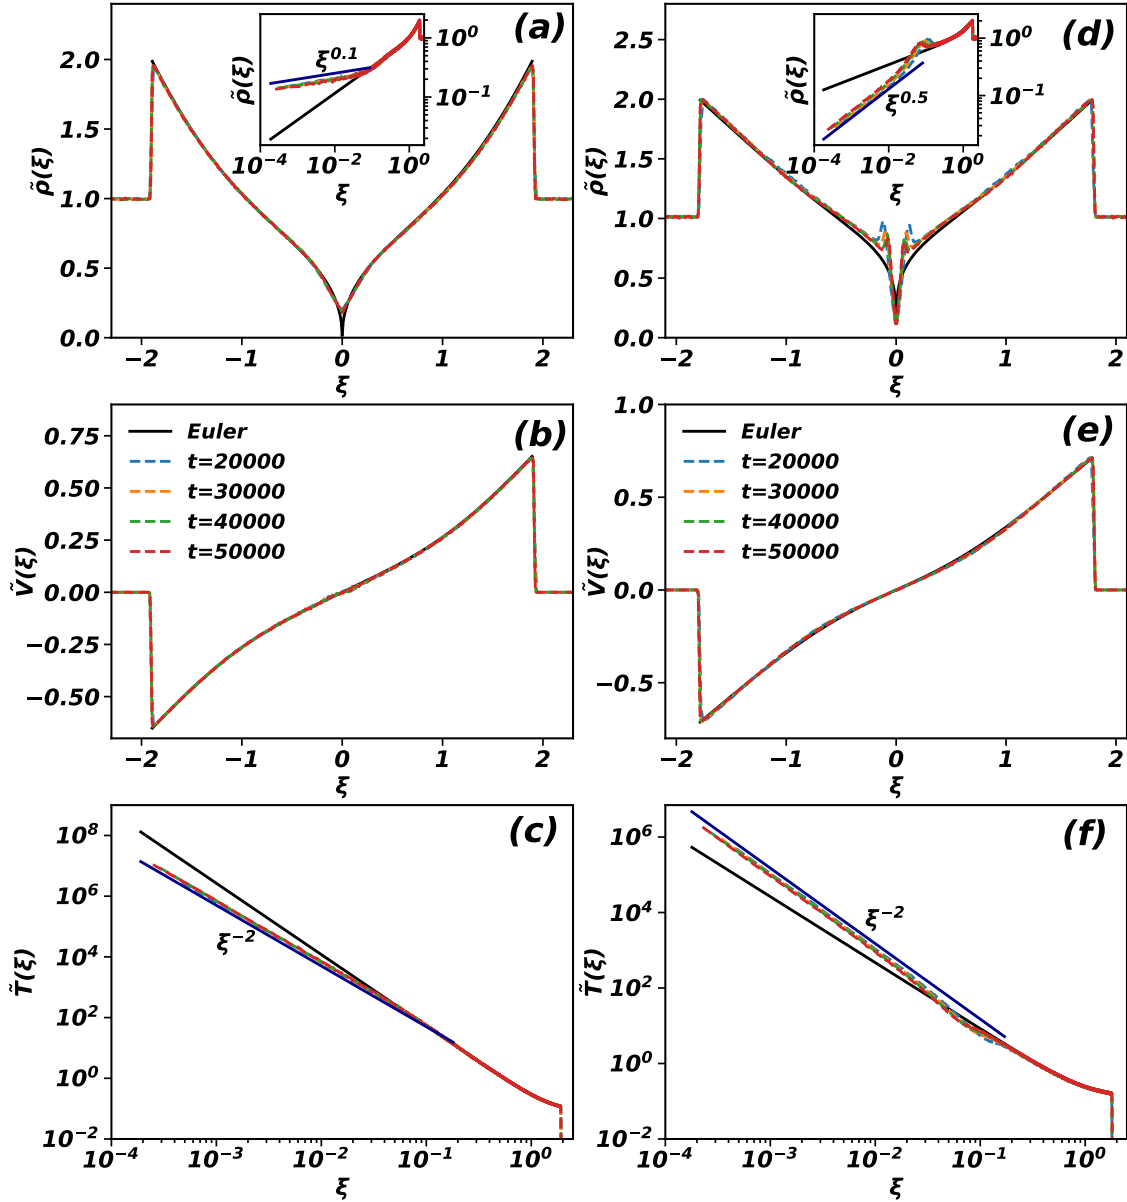 (a)
ξ^0.1
ρ̃(ξ)
10^0
10^−1
10^−4 10^−2 10^0
ξ
2.0
1.5
1.0
0.5
0.0
ρ̃(ξ)
−2 −1 0 1 2
ξ
(d)
ξ^0.5
ρ̃(ξ)
10^0
10^−1
10^−4 10^−2 10^0
ξ
2.5
2.0
1.5
1.0
0.5
0.0
ρ̃(ξ)
−2 −1 0 1 2
ξ
(b)
Euler
t=20000
t=30000
t=40000
t=50000
0.75
0.50
0.25
0.00
−0.25
−0.50
Ṽ(ξ)
−2 −1 0 1 2
ξ
(e)
Euler
t=20000
t=30000
t=40000
t=50000
1.0
0.5
0.0
−0.5
Ṽ(ξ)
−2 −1 0 1 2
ξ
(c)
ξ^−2
10^8
10^6
10^4
10^2
10^0
10^−2
T̃(ξ)
10^−4 10^−3 10^−2 10^−1 10^0
ξ
(f)
ξ^−2
10^6
10^4
10^2
10^0
10^−2
T̃(ξ)
10^−4 10^−3 10^−2 10^−1 10^0
ξ